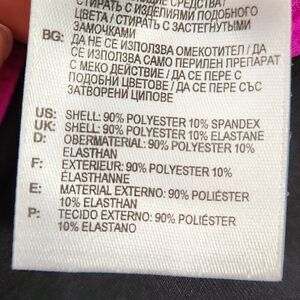 СТИРАТЬ С ИЗДЕЛИЯМИ ПОДОБНОГО
ЦВЕТА / СТИРАТЬ С ЗАСТЕГНУТЫМИ
ЗАМОЧКАМИ
BG: ДА НЕ СЕ ИЗПОЛЗВА ОМЕКОТИТЕЛ / ДА
СЕ ИЗПОЛЗВА САМО ПЕРИЛЕН ПРЕПАРАТ
С МЕКО ДЕЙСТВИЕ / ДА СЕ ПЕРЕ С
ПОДОБНИ ЦВЕТОВЕ / ДА СЕ ПЕРЕ СЪС
ЗАТВОРЕНИ ЦИПОВЕ
US: SHELL: 90% POLYESTER 10% SPANDEX
UK: SHELL: 90% POLYESTER 10% ELASTANE
D: OBERMATERIAL: 90% POLYESTER 10%
ELASTHAN
F: EXTERIEUR: 90% POLYESTER 10%
ÉLASTHANNE
E: MATERIAL EXTERNO: 90% POLIÉSTER
10% ELASTHAN
P: TECIDO EXTERNO: 90% POLIÉSTER
10% ELASTANO